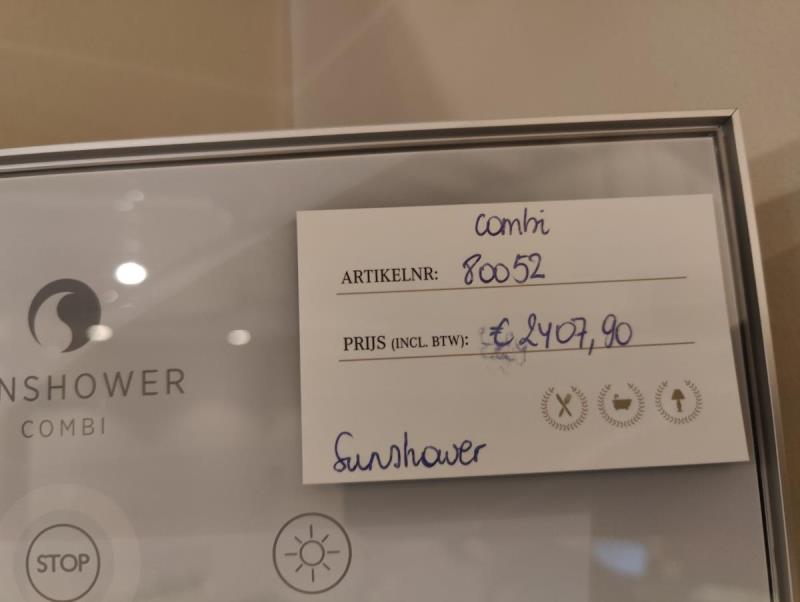 combi
ARTIKELNR: 80052
PRIJS (INCL. BTW): € 2407,90
Sunshower
NSHOWER
COMBI
STOP